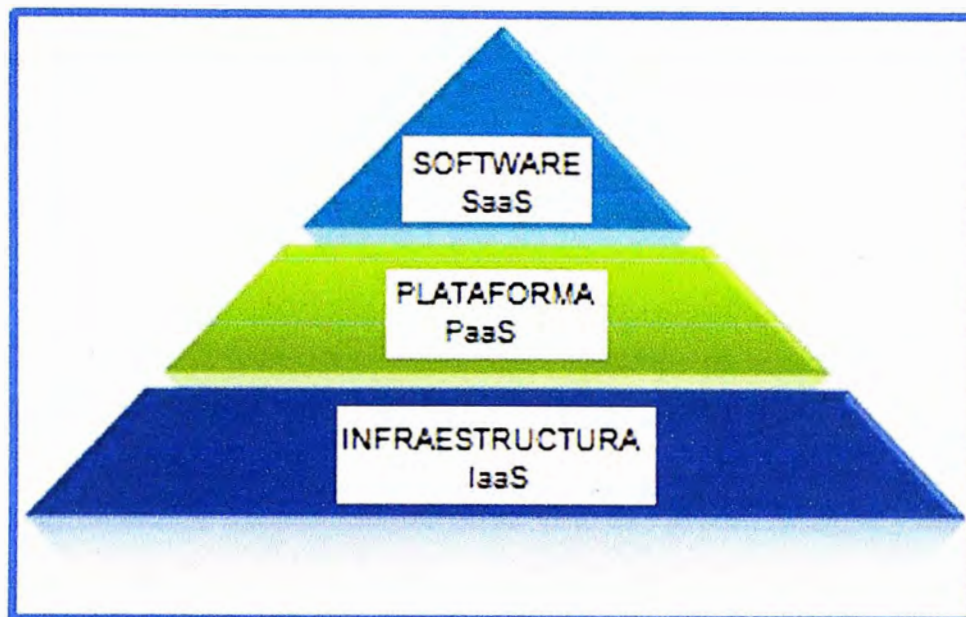 SOFTWARE
SaaS
PLATAFORMA
PaaS
INFRAESTRUCTURA
IaaS